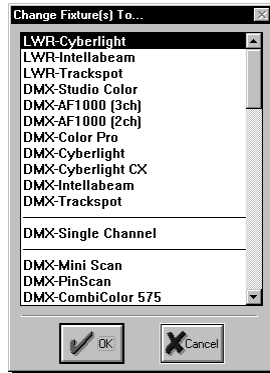 Change Fixture(s) To...
LWR-Cyberlight
LWR-Intellabeam
LWR-Trackspot
DMX-Studio Color
DMX-AF1000 (3ch)
DMX-AF1000 (2ch)
DMX-Color Pro
DMX-Cyberlight
DMX-Cyberlight CX
DMX-Intellabeam
DMX-Trackspot
DMX-Single Channel
DMX-Mini Scan
DMX-PinScan
DMX-CombiColor 575
OK
Cancel